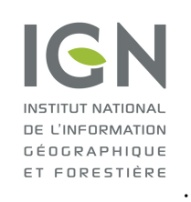 IGN
INSTITUT NATIONAL
DE L'INFORMATION
GÉOGRAPHIQUE
ET FORESTIÈRE
.